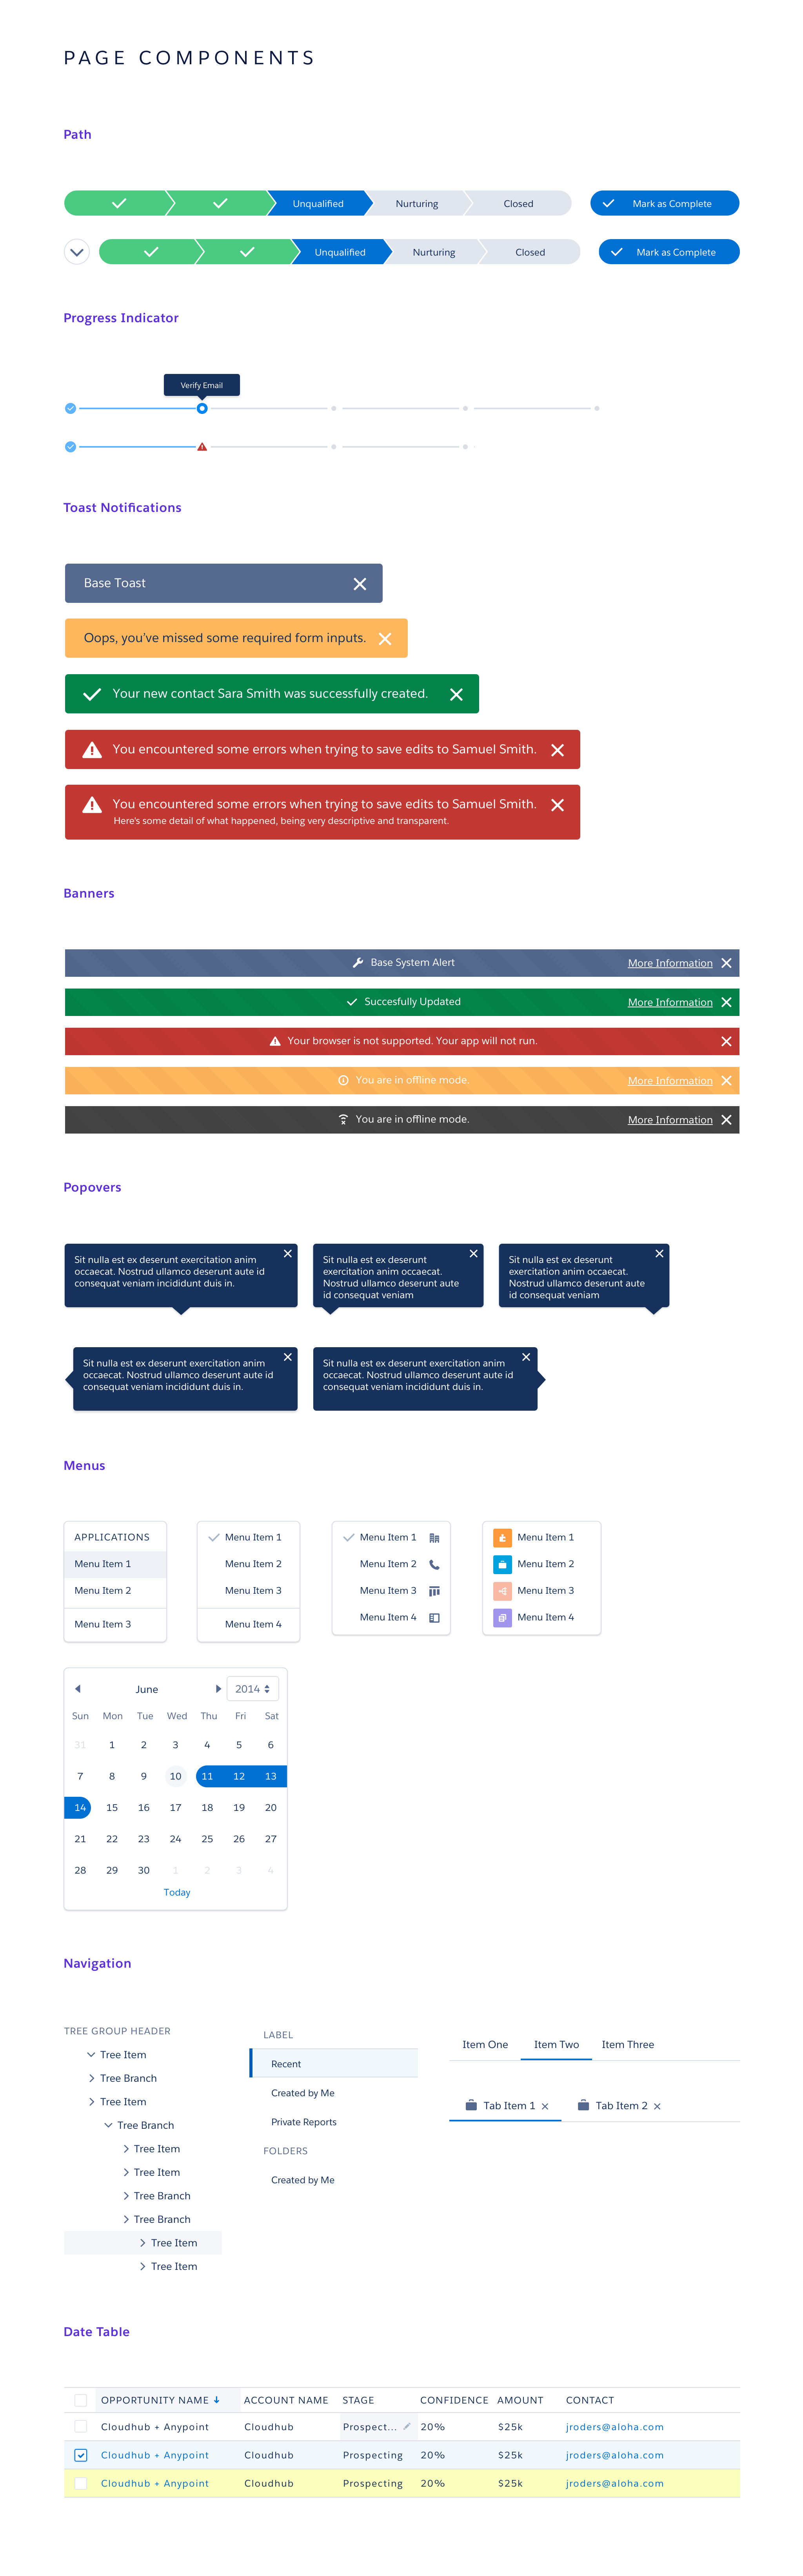 PAGE COMPONENTS
Path
Unqualified Nurturing Closed Mark as Complete
Unqualified Nurturing Closed Mark as Complete
Progress Indicator
Verify Email
Toast Notifications
Base Toast
Oops, you've missed some required form inputs.
Your new contact Sara Smith was successfully created.
You encountered some errors when trying to save edits to Samuel Smith.
You encountered some errors when trying to save edits to Samuel Smith.
Here's some detail of what happened, being very descriptive and transparent.
Banners
Base System Alert More Information
Succesfully Updated More Information
Your browser is not supported. Your app will not run.
You are in offline mode. More Information
You are in offline mode. More Information
Popovers
Sit nulla est ex deserunt exercitation anim
occaecat. Nostrud ullamco deserunt aute id
consequat veniam incididunt duis in.
Sit nulla est ex deserunt
exercitation anim occaecat.
Nostrud ullamco deserunt aute
id consequat veniam
Sit nulla est ex deserunt
exercitation anim occaecat.
Nostrud ullamco deserunt aute
id consequat veniam
Sit nulla est ex deserunt exercitation anim
occaecat. Nostrud ullamco deserunt aute id
consequat veniam incididunt duis in.
Sit nulla est ex deserunt exercitation anim
occaecat. Nostrud ullamco deserunt aute id
consequat veniam incididunt duis in.
Menus
APPLICATIONS
Menu Item 1
Menu Item 2
Menu Item 3
Menu Item 1
Menu Item 2
Menu Item 3
Menu Item 4
Menu Item 1
Menu Item 2
Menu Item 3
Menu Item 4
Menu Item 1
Menu Item 2
Menu Item 3
Menu Item 4
June 2014
Sun Mon Tue Wed Thu Fri Sat
31 1 2 3 4 5 6
7 8 9 10 11 12 13
14 15 16 17 18 19 20
21 22 23 24 25 26 27
28 29 30 1 2 3 4
Today
Navigation
TREE GROUP HEADER
Tree Item
Tree Branch
Tree Item
Tree Branch
Tree Item
Tree Item
Tree Branch
Tree Branch
Tree Item
Tree Item
LABEL
Recent
Created by Me
Private Reports
FOLDERS
Created by Me
Item One Item Two Item Three
Tab Item 1 Tab Item 2
Date Table
OPPORTUNITY NAME ACCOUNT NAME STAGE CONFIDENCE AMOUNT CONTACT
Cloudhub + Anypoint Cloudhub Prospect... 20% $25k jroders@aloha.com
Cloudhub + Anypoint Cloudhub Prospecting 20% $25k jroders@aloha.com
Cloudhub + Anypoint Cloudhub Prospecting 20% $25k jroders@aloha.com